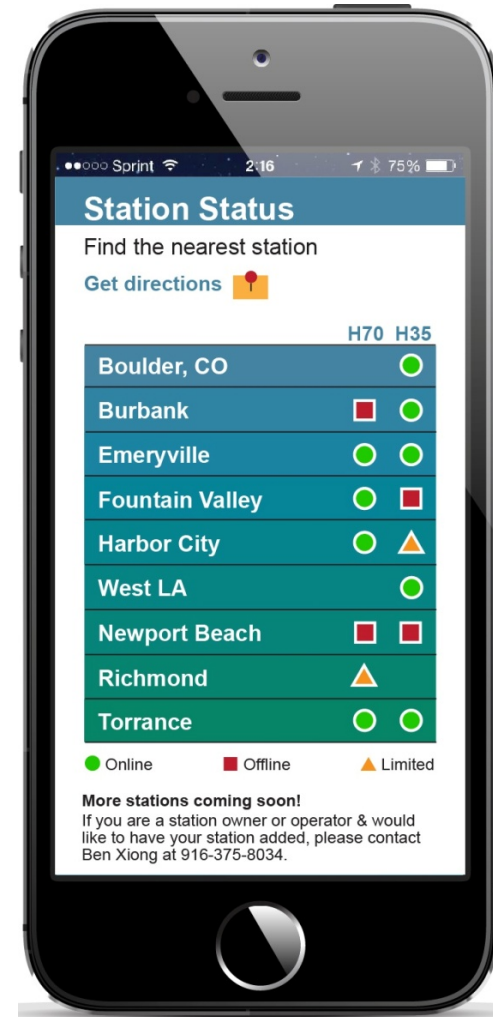 Sprint 2:16 75%
Station Status
Find the nearest station
Get directions
H70 H35
Boulder, CO
Burbank
Emeryville
Fountain Valley
Harbor City
West LA
Newport Beach
Richmond
Torrance
Online Offline Limited
More stations coming soon!
If you are a station owner or operator & would
like to have your station added, please contact
Ben Xiong at 916-375-8034.